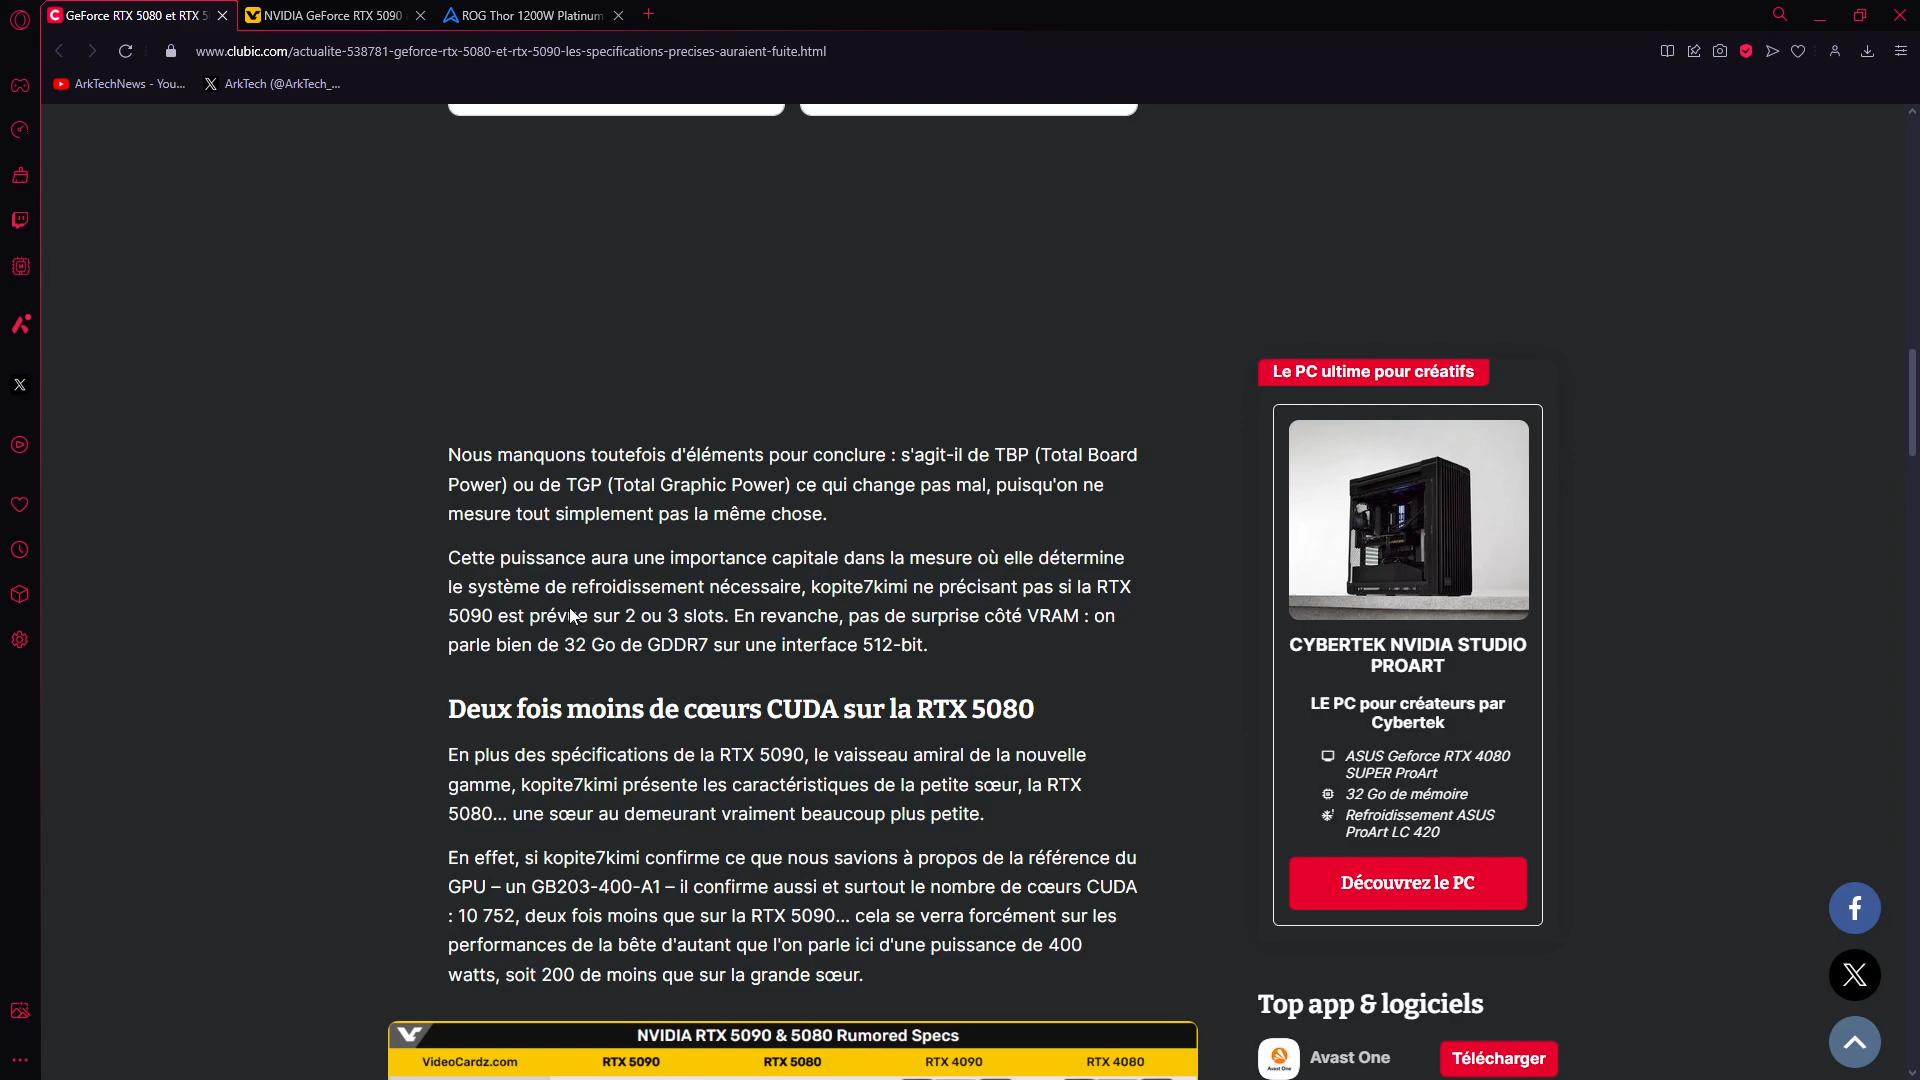 GeForce RTX 5080 et RTX 5
NVIDIA GeForce RTX 5090
ROG Thor 1200W Platinum
www.clubic.com/actualite-538781-geforce-rtx-5080-et-rtx-5090-les-specifications-precises-auraient-fuite.html
ArkTechNews - You...
ArkTech (@ArkTech_...
Nous manquons toutefois d'éléments pour conclure : s'agit-il de TBP (Total Board
Power) ou de TGP (Total Graphic Power) ce qui change pas mal, puisqu'on ne
mesure tout simplement pas la même chose.
Cette puissance aura une importance capitale dans la mesure où elle détermine
le système de refroidissement nécessaire, kopite7kimi ne précisant pas si la RTX
5090 est prévue sur 2 ou 3 slots. En revanche, pas de surprise côté VRAM : on
parle bien de 32 Go de GDDR7 sur une interface 512-bit.
Deux fois moins de cœurs CUDA sur la RTX 5080
En plus des spécifications de la RTX 5090, le vaisseau amiral de la nouvelle
gamme, kopite7kimi présente les caractéristiques de la petite sœur, la RTX
5080... une sœur au demeurant vraiment beaucoup plus petite.
En effet, si kopite7kimi confirme ce que nous savions à propos de la référence du
GPU – un GB203-400-A1 – il confirme aussi et surtout le nombre de cœurs CUDA
: 10 752, deux fois moins que sur la RTX 5090... cela se verra forcément sur les
performances de la bête d'autant que l'on parle ici d'une puissance de 400
watts, soit 200 de moins que sur la grande sœur.
NVIDIA RTX 5090 & 5080 Rumored Specs
VideoCardz.com RTX 5090 RTX 5080 RTX 4090 RTX 4080
Le PC ultime pour créatifs
CYBERTEK NVIDIA STUDIO
PROART
LE PC pour créateurs par
Cybertek
ASUS Geforce RTX 4080
SUPER ProArt
32 Go de mémoire
Refroidissement ASUS
ProArt LC 420
Découvrez le PC
Top app & logiciels
Avast One
Avast One
Télécharger